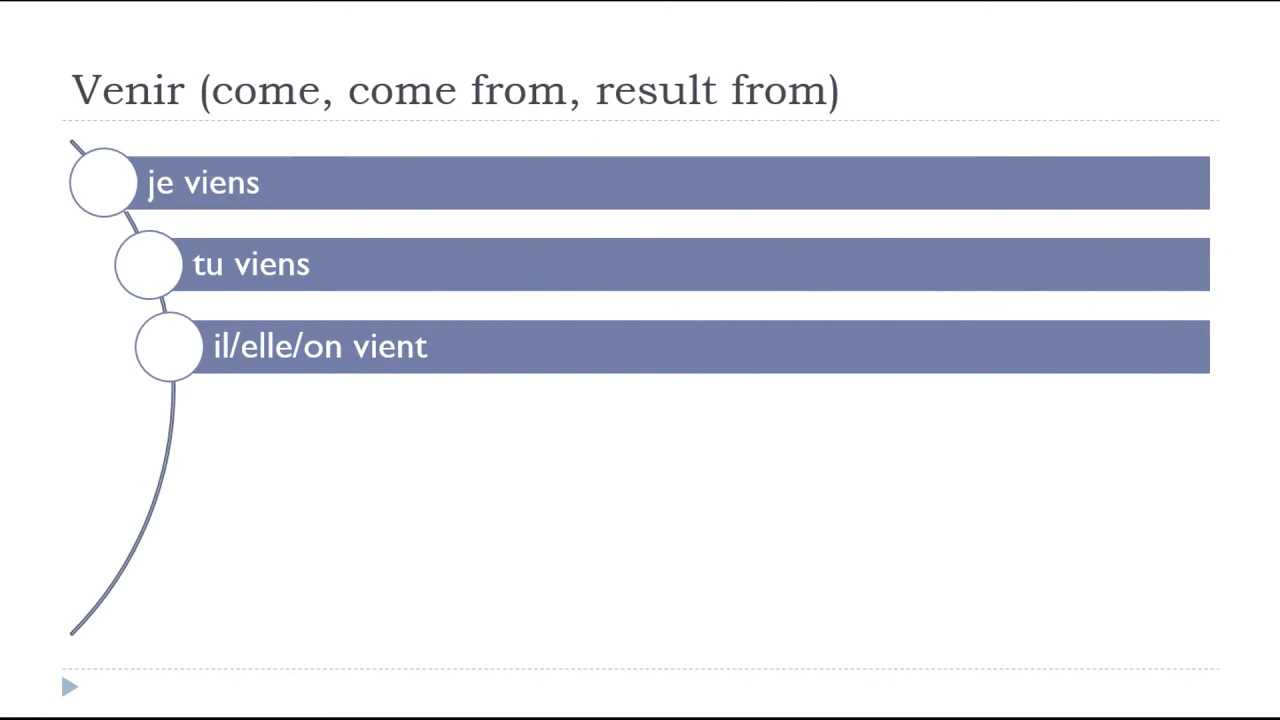 Venir (come, come from, result from)
je viens
tu viens
il/elle/on vient